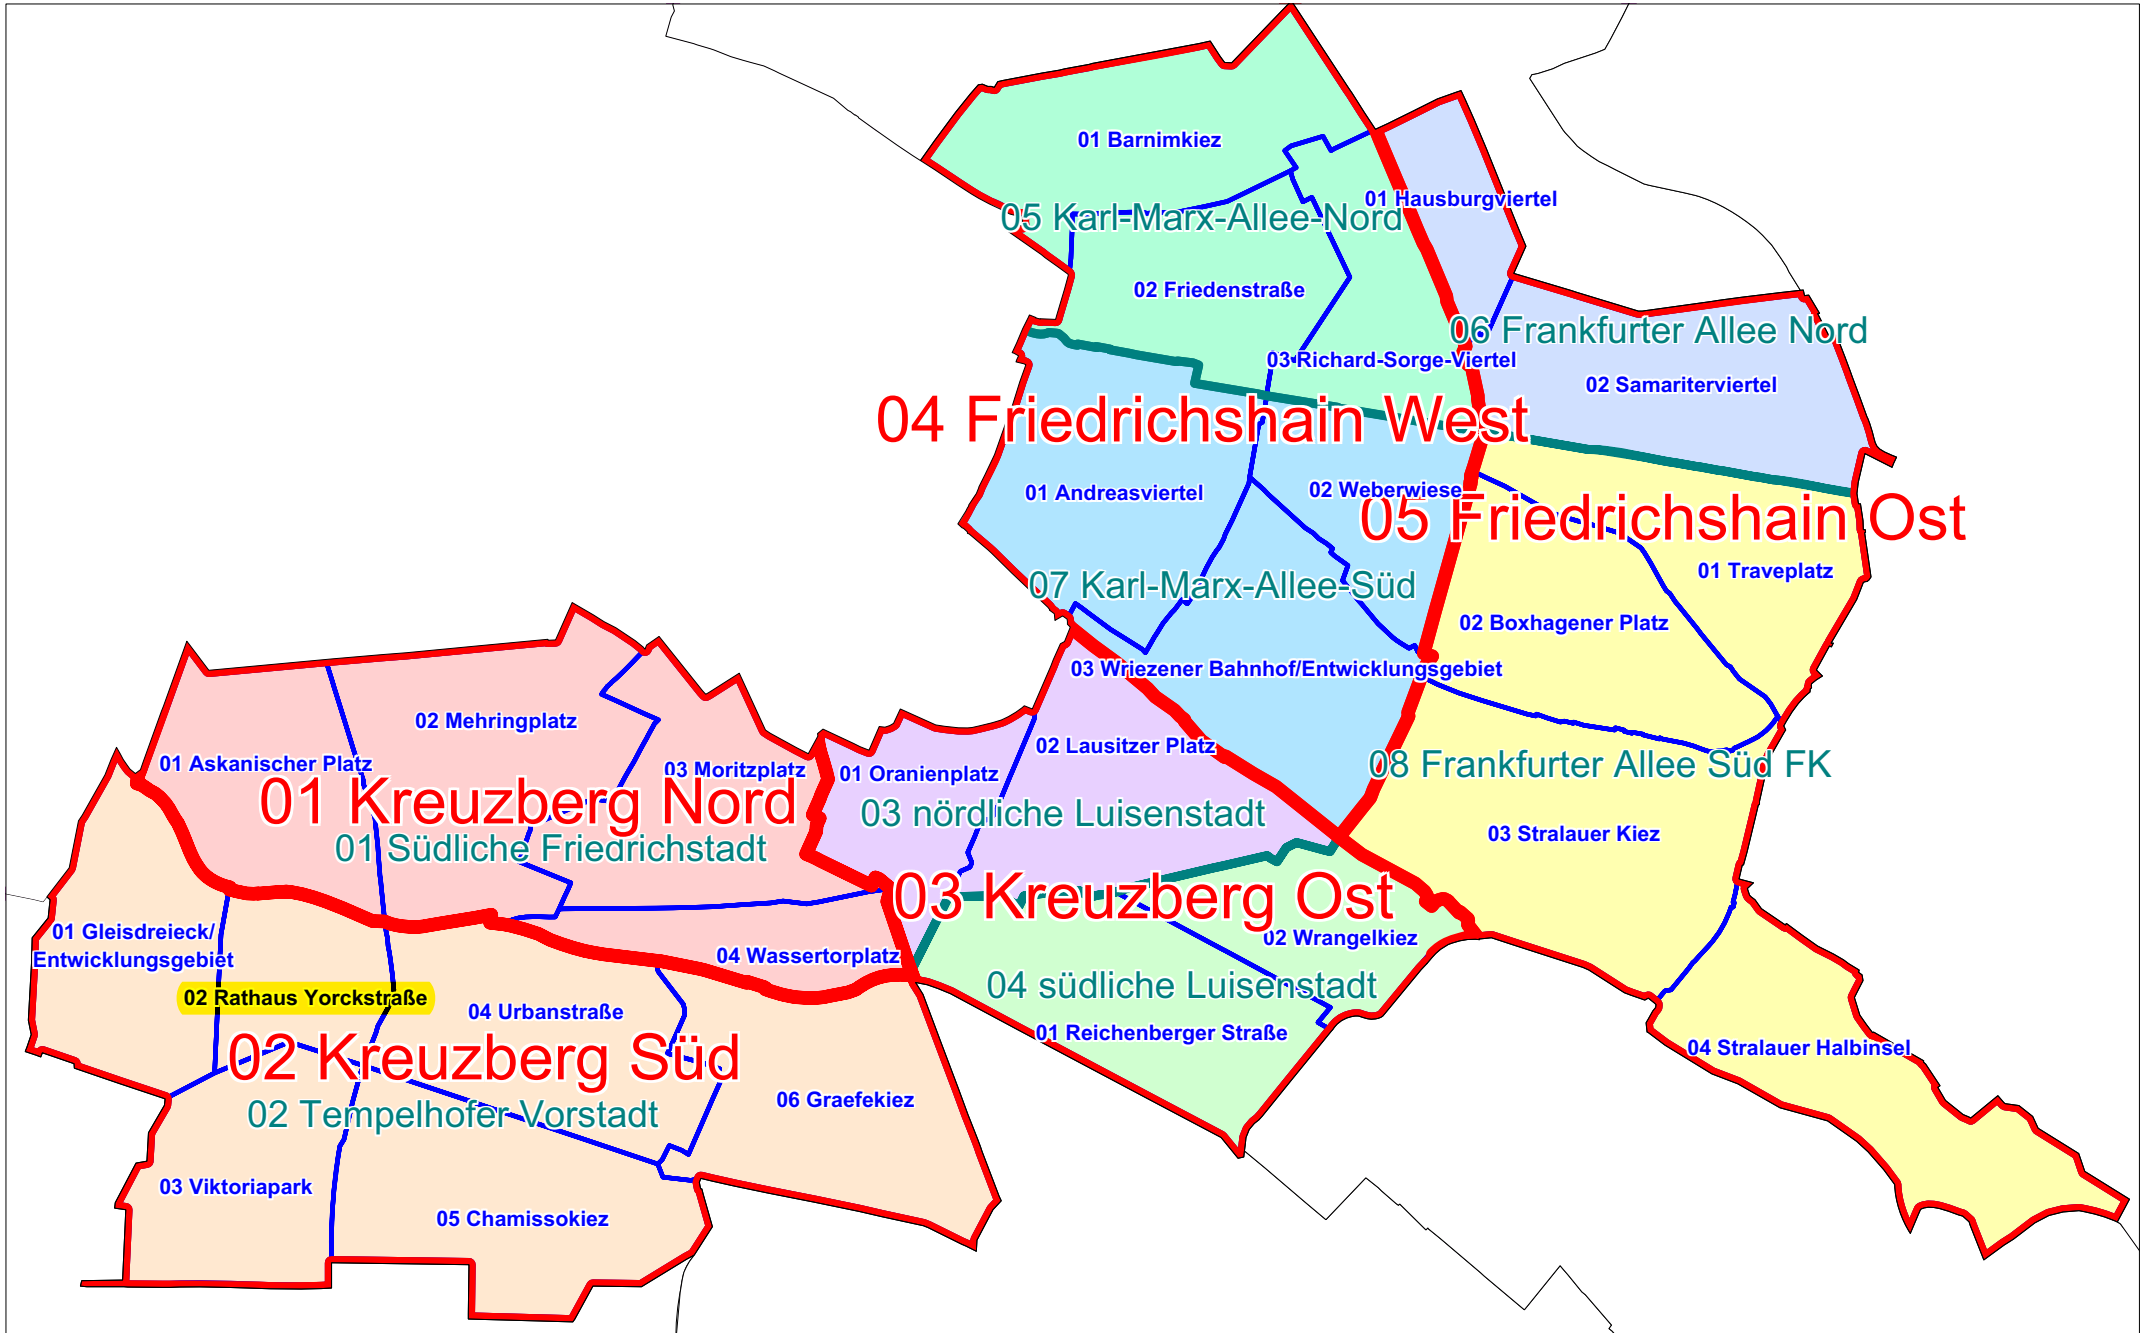 01 Barnimkiez
01 Hausburgviertel
05 Karl-Marx-Allee-Nord
02 Friedenstraße
06 Frankfurter Allee Nord
03 Richard-Sorge-Viertel
02 Samariterviertel
04 Friedrichshain West
01 Andreasviertel
02 Weberwiese
05 Friedrichshain Ost
01 Traveplatz
07 Karl-Marx-Allee-Süd
02 Boxhagener Platz
03 Wriezener Bahnhof/Entwicklungsgebiet
02 Mehringplatz
02 Lausitzer Platz
01 Askanischer Platz
03 Moritzplatz
01 Oranienplatz
08 Frankfurter Allee Süd FK
01 Kreuzberg Nord
03 nördliche Luisenstadt
03 Stralauer Kiez
01 Südliche Friedrichstadt
03 Kreuzberg Ost
01 Gleisdreieck/
Entwicklungsgebiet
02 Wrangelkiez
04 Wassertorplatz
04 südliche Luisenstadt
02 Rathaus Yorckstraße
04 Urbanstraße
01 Reichenberger Straße
04 Stralauer Halbinsel
02 Kreuzberg Süd
06 Graefekiez
02 Tempelhofer Vorstadt
03 Viktoriapark
05 Chamissokiez